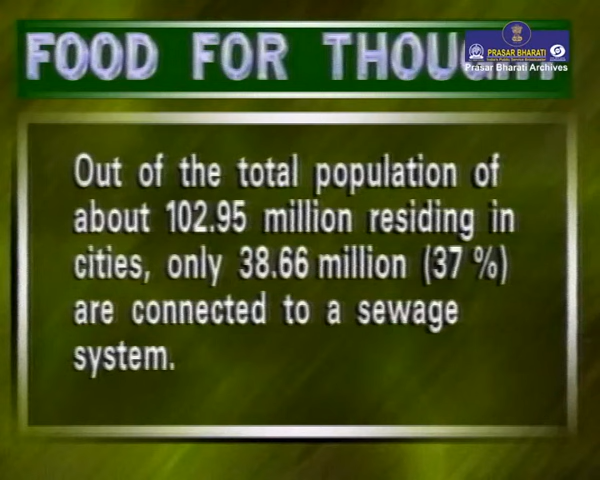 FOOD FOR THOU
PRASAR BHARATI
Prasar Bharati Archives
Out of the total population of
about 102.95 million residing in
cities, only 38.66 million (37 %)
are connected to a sewage
system.